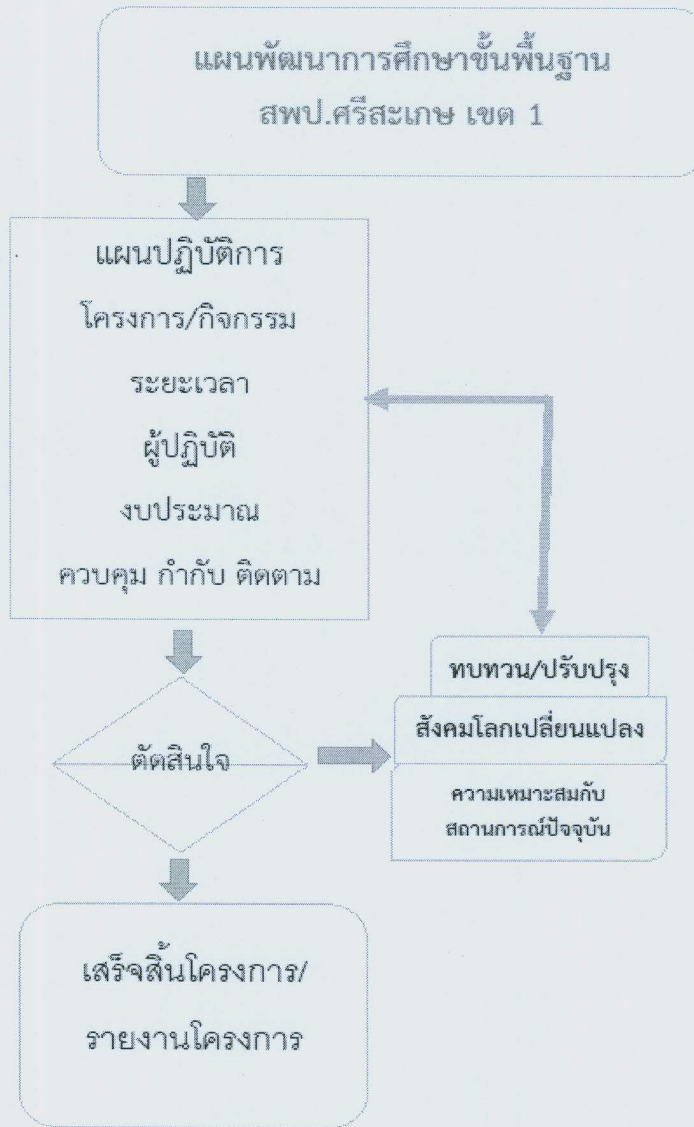 แผนพัฒนาการศึกษาขั้นพื้นฐาน
สพป.ศรีสะเกษ เขต 1
แผนปฏิบัติการ
โครงการ/กิจกรรม
ระยะเวลา
ผู้ปฏิบัติ
งบประมาณ
ควบคุม กำกับ ติดตาม
ตัดสินใจ
ทบทวน/ปรับปรุง
สังคมโลกเปลี่ยนแปลง
ความเหมาะสมกับ
สถานการณ์ปัจจุบัน
เสร็จสิ้นโครงการ/
รายงานโครงการ